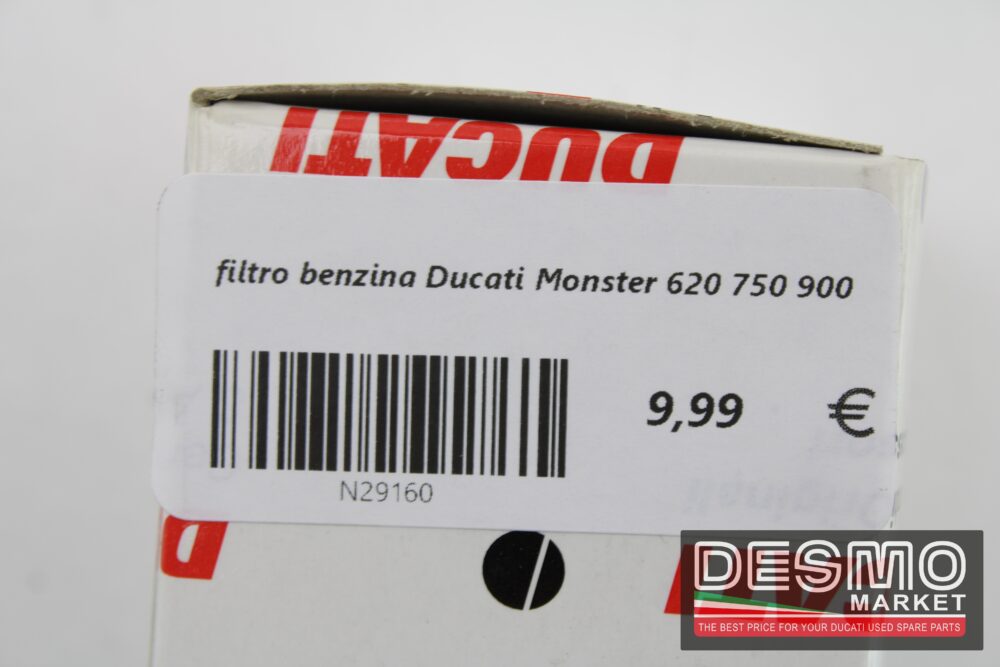 DUCATI
DUCATI
filtro benzina Ducati Monster 620 750 900
9,99 €
N29160
DESMO
MARKET
THE BEST PRICE FOR YOUR DUCATI USED SPARE PARTS